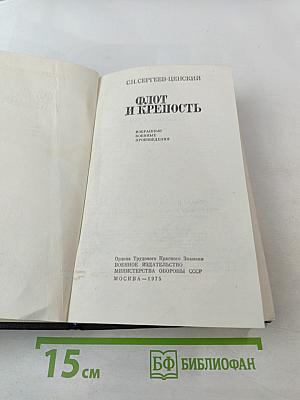 С.Н. СЕРГЕЕВ-ЦЕНСКИЙ
ФЛОТ
И КРЕПОСТЬ
ИЗБРАННЫЕ
ВОЕННЫЕ
ПРОИЗВЕДЕНИЯ
Ордена Трудового Красного Знамени
ВОЕННОЕ ИЗДАТЕЛЬСТВО
МИНИСТЕРСТВА ОБОРОНЫ СССР
МОСКВА—1975
15 см
БФ БИБЛИОФАН